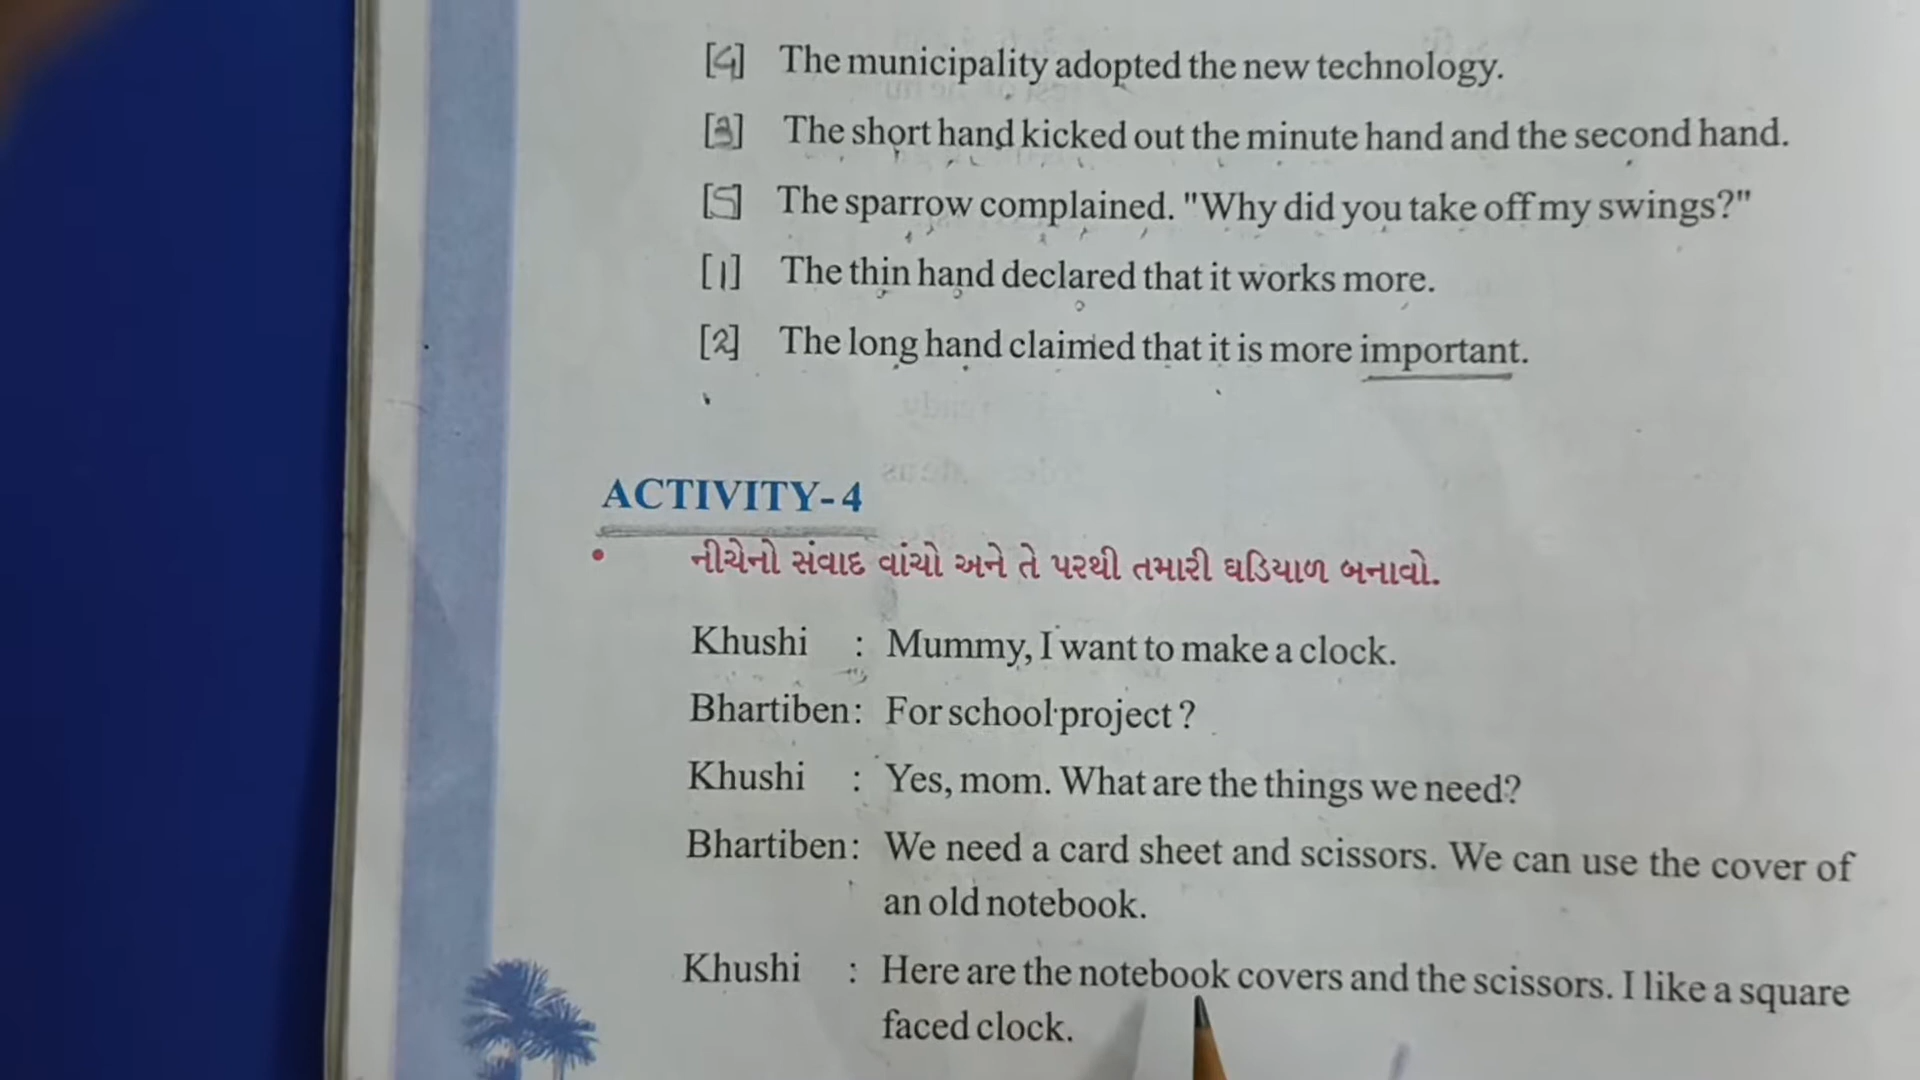 [4] The municipality adopted the new technology.
[3] The short hand kicked out the minute hand and the second hand.
[5] The sparrow complained. "Why did you take off my swings?"
[1] The thin hand declared that it works more.
[2] The long hand claimed that it is more important.
ACTIVITY-4
• નીચેનો સંવાદ વાંચો અને તે પરથી તમારી ઘડિયાળ બનાવો.
Khushi : Mummy, I want to make a clock.
Bhartiben: For school project ?
Khushi : Yes, mom. What are the things we need?
Bhartiben: We need a card sheet and scissors. We can use the cover of
an old notebook.
Khushi : Here are the notebook covers and the scissors. I like a square
faced clock.